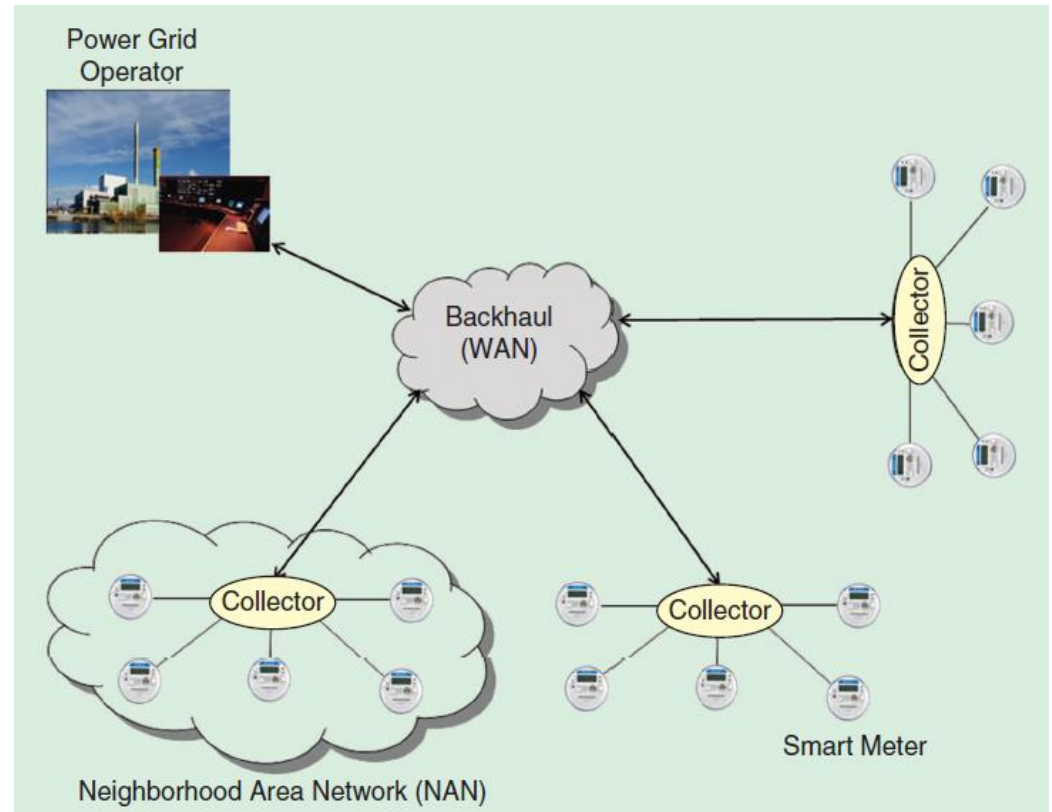 Power Grid
Operator
Backhaul
(WAN)
Collector
Collector
Collector
Smart Meter
Neighborhood Area Network (NAN)